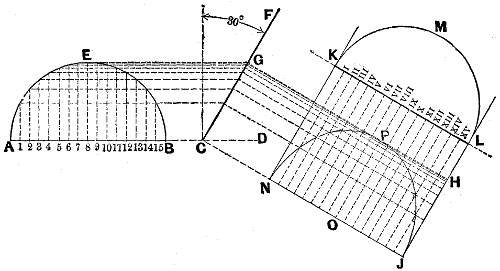 F
M
30°
K
E
G
I II III IV V VI VII VIII IX X XI XII XIII XIV XV
A 1 2 3 4 5 6 7 8 9 10 11 12 13 14 15 B
C
D
P
L
H
N
O
J